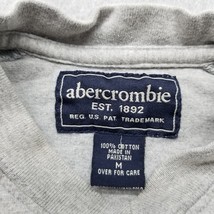 abercrombie
EST. 1892
REG. U.S. PAT. TRADEMARK
100% COTTON
MADE IN
PAKISTAN
M
OVER FOR CARE